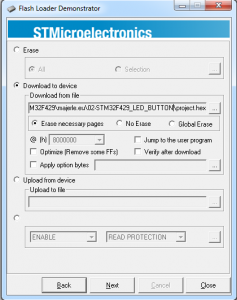 Flash Loader Demonstrator
STMicroelectronics
Erase
All Selection ...
Download to device
Download from file
M32F429\majerle.eu\02-STM32F429_LED_BUTTON\project.hex ...
Erase necessary pages No Erase Global Erase
@ (h) 8000000 Jump to the user program
Optimize (Remove some FFs) Verify after download
Apply option bytes ...
Upload from device
Upload to file
...
ENABLE READ PROTECTION ...
Back Next Cancel Close